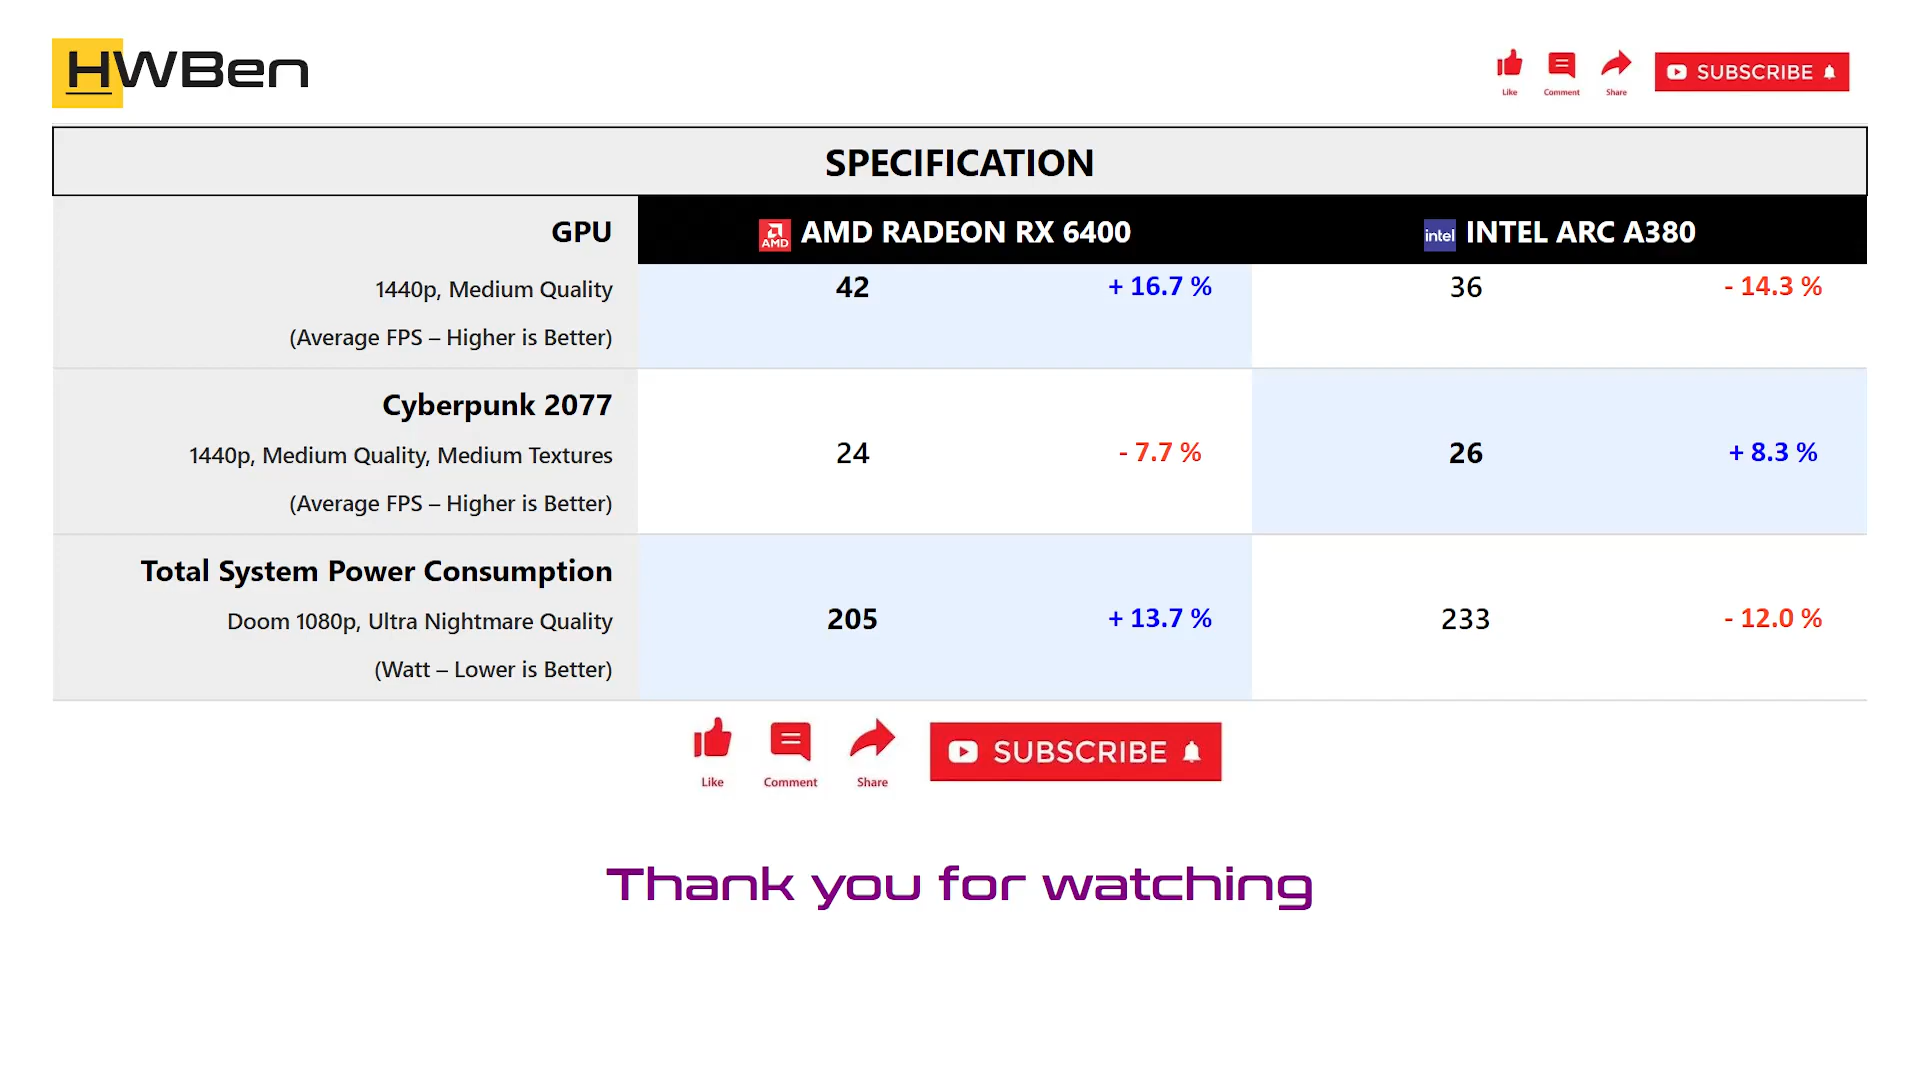 HWBen
Like
Comment
Share
SUBSCRIBE
SPECIFICATION
GPU
AMD AMD RADEON RX 6400
intel INTEL ARC A380
1440p, Medium Quality
(Average FPS – Higher is Better)
42
+ 16.7 %
36
- 14.3 %
Cyberpunk 2077
1440p, Medium Quality, Medium Textures
(Average FPS – Higher is Better)
24
- 7.7 %
26
+ 8.3 %
Total System Power Consumption
Doom 1080p, Ultra Nightmare Quality
(Watt – Lower is Better)
205
+ 13.7 %
233
- 12.0 %
Like
Comment
Share
SUBSCRIBE
Thank you for watching